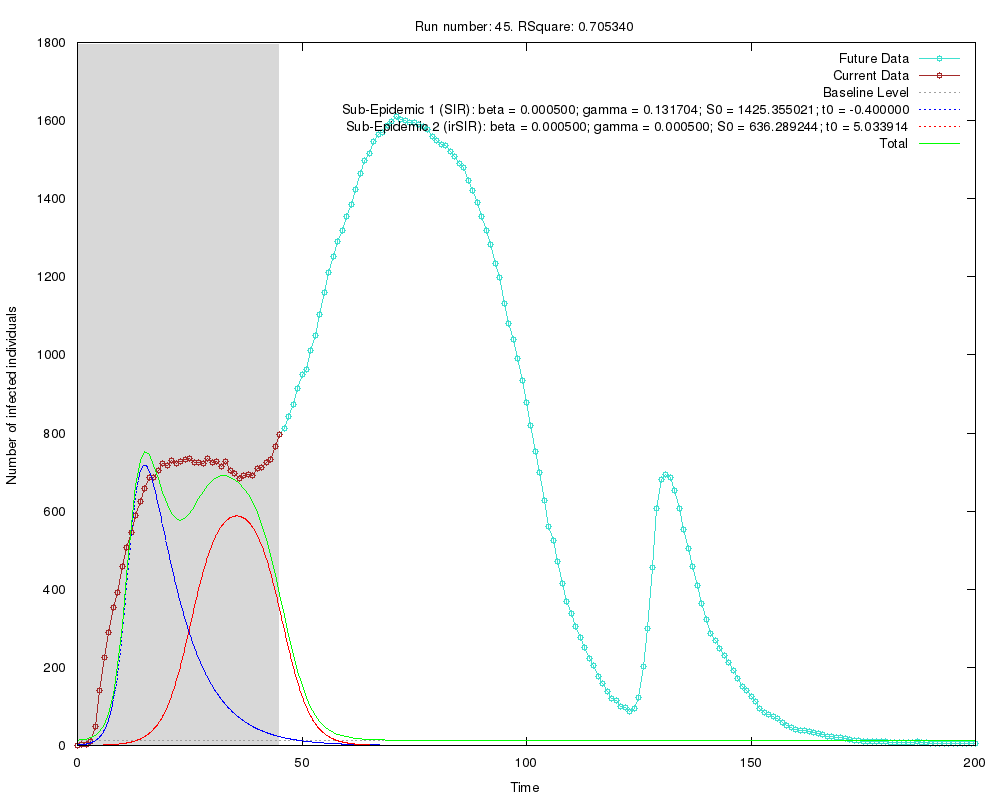 Run number: 45. RSquare: 0.705340
1800
1600
1400
1200
1000
800
600
400
200
0
Number of infected individuals
Future Data
Current Data
Baseline Level
Sub-Epidemic 1 (SIR): beta = 0.000500; gamma = 0.131704; S0 = 1425.355021; t0 = -0.400000
Sub-Epidemic 2 (irSIR): beta = 0.000500; gamma = 0.000500; S0 = 636.289244; t0 = 5.033914
Total
0
50
100
150
200
Time